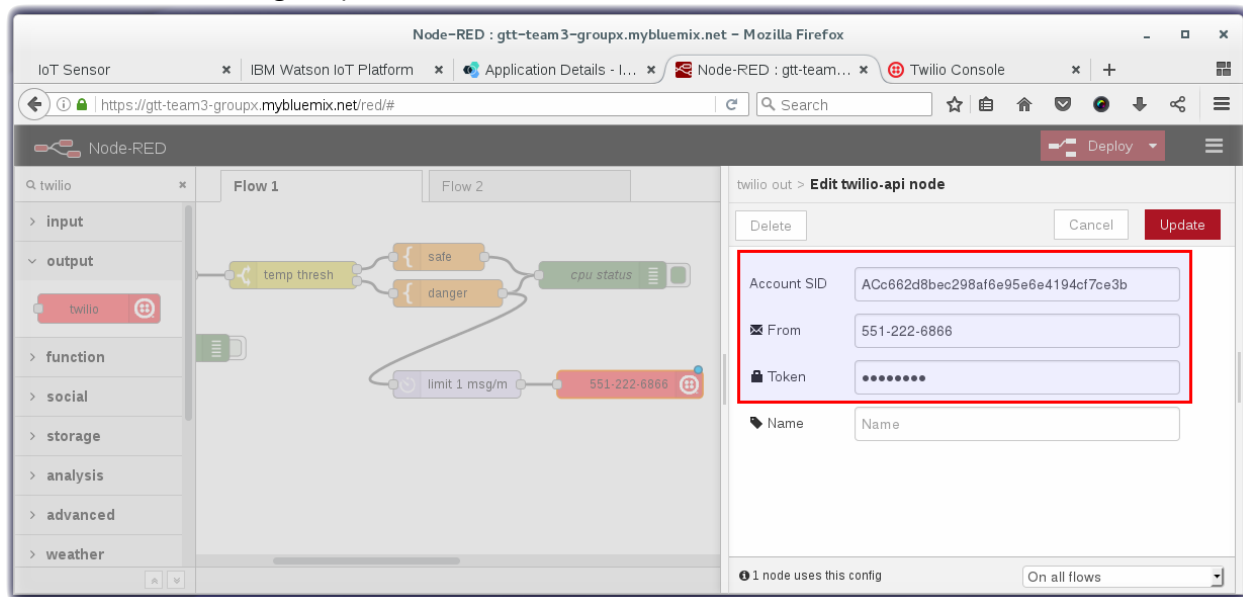 Node-RED : gtt-team3-groupx.mybluemix.net - Mozilla Firefox
IoT Sensor IBM Watson IoT Platform Application Details - I... Node-RED : gtt-team... Twilio Console
https://gtt-team3-groupx.mybluemix.net/red/# Search
Node-RED Deploy
twilio Flow 1 Flow 2 twilio out > Edit twilio-api node
input Delete Cancel Update
output
twilio
function
social
storage
analysis
advanced
weather
temp thresh
safe
danger
cpu status
limit 1 msg/m
551-222-6866
Account SID ACc662d8bec298af6e95e6e4194cf7ce3b
From 551-222-6866
Token ••••••••
Name Name
1 node uses this config On all flows